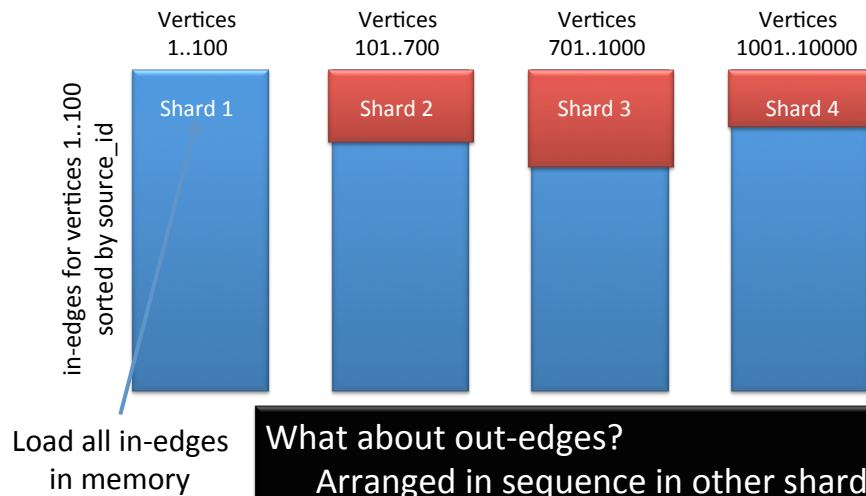 Vertices
1..100
Vertices
101..700
Vertices
701..1000
Vertices
1001..10000
in-edges for vertices 1..100
sorted by source_id
Shard 1
Shard 2
Shard 3
Shard 4
Load all in-edges
in memory
What about out-edges?
Arranged in sequence in other shard